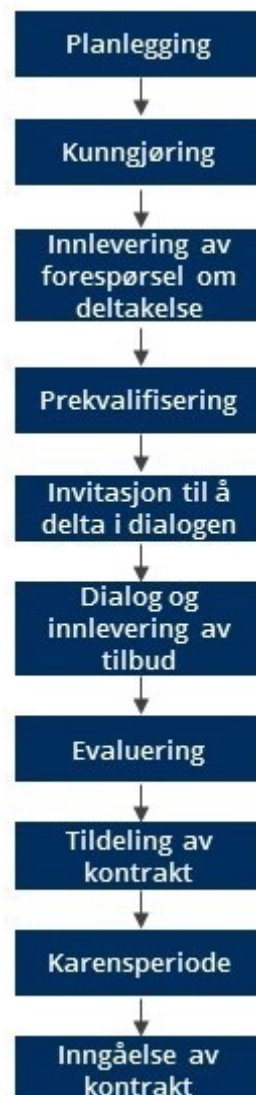 Planlegging
Kunngjøring
Innlevering av
forespørsel om
deltakelse
Prekvalifisering
Invitasjon til å
delta i dialogen
Dialog og
innlevering av
tilbud
Evaluering
Tildeling av
kontrakt
Karensperiode
Inngåelse av
kontrakt